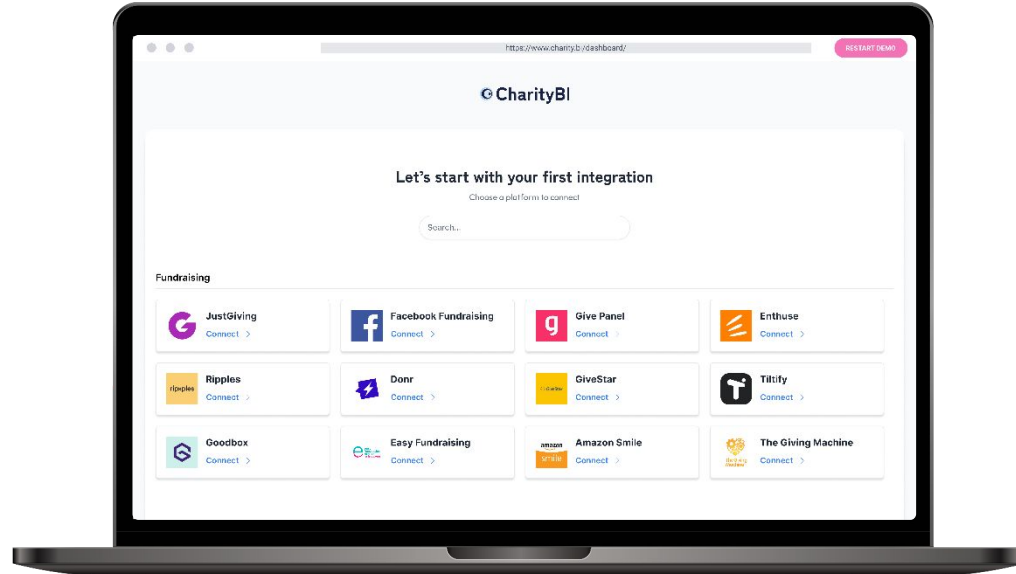 https://www.charity.bi/dashboard/
RESTART DEMO
CharityBI
Let's start with your first integration
Choose a platform to connect
Search...
Fundraising
JustGiving
Connect >
Facebook Fundraising
Connect >
Give Panel
Connect >
Enthuse
Connect >
ripples
Ripples
Connect >
Donr
Connect >
GiveStar
Connect >
Tiltify
Connect >
Goodbox
Connect >
Easy Fundraising
Connect >
amazon
smile
Amazon Smile
Connect >
The Giving Machine
Connect >